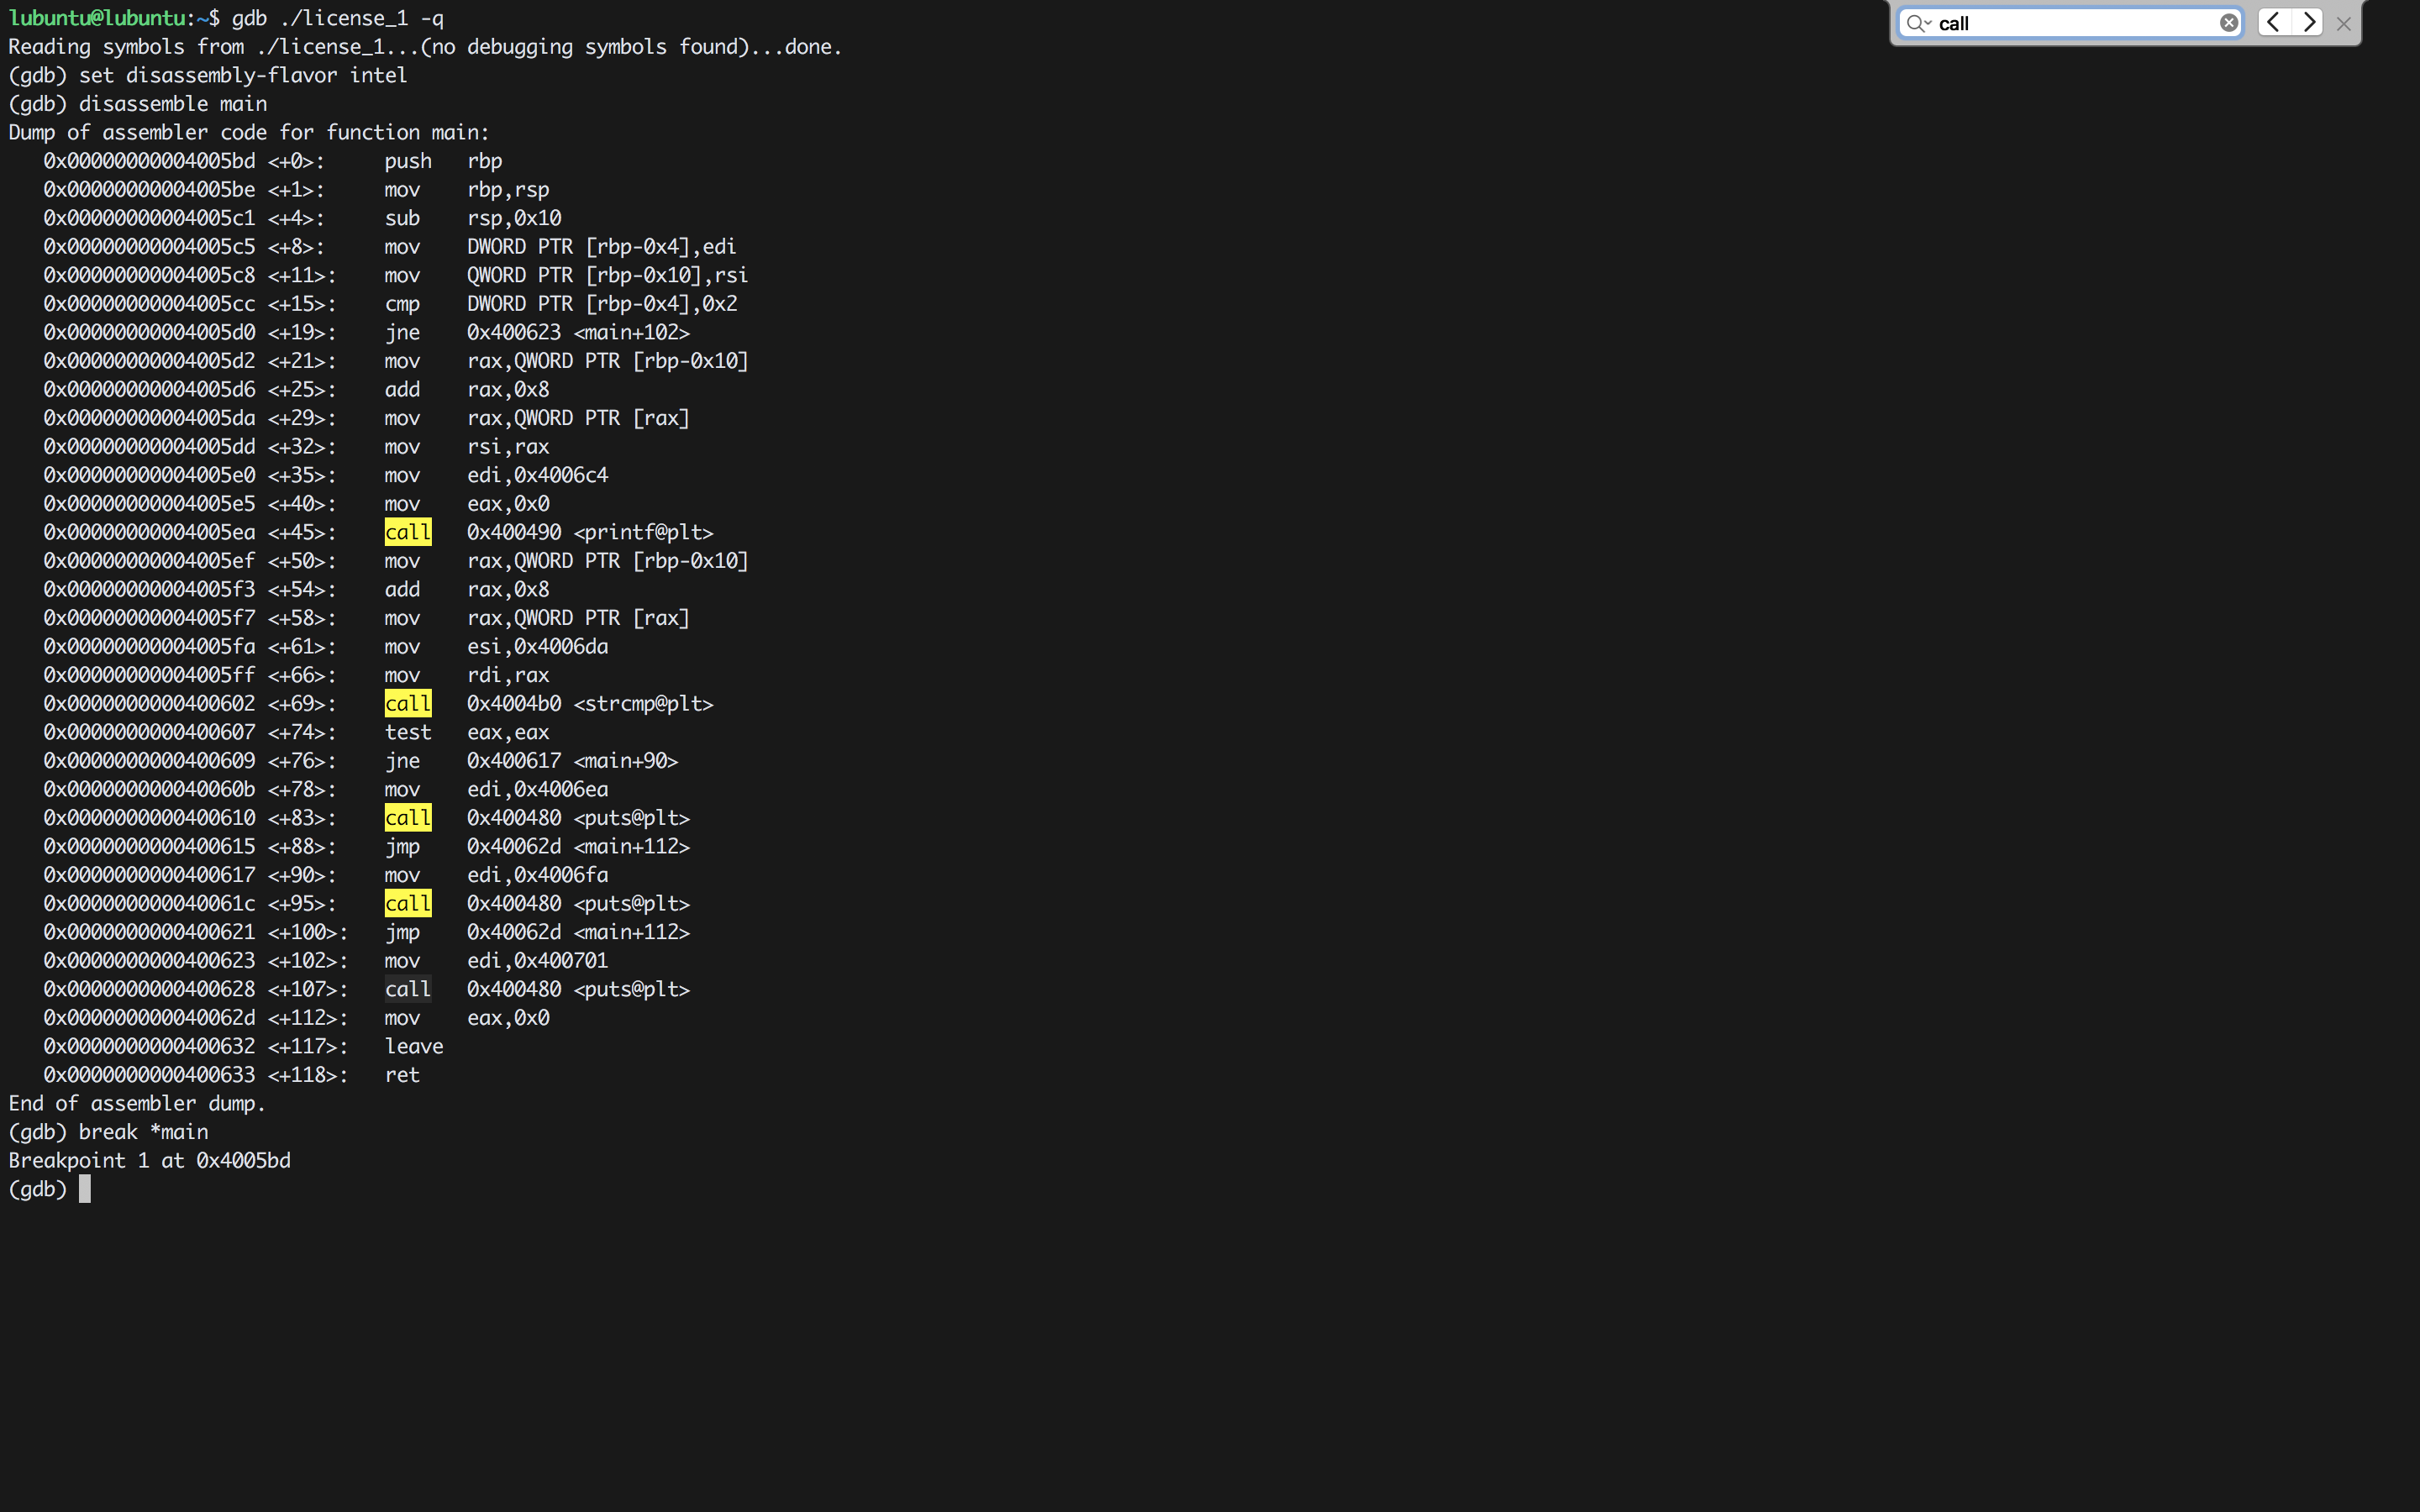 lubuntu@lubuntu:~$ gdb ./license_1 -q
call
Reading symbols from ./license_1...(no debugging symbols found)...done.
(gdb) set disassembly-flavor intel
(gdb) disassemble main
Dump of assembler code for function main:
   0x00000000004005bd <+0>:     push   rbp
   0x00000000004005be <+1>:     mov    rbp,rsp
   0x00000000004005c1 <+4>:     sub    rsp,0x10
   0x00000000004005c5 <+8>:     mov    DWORD PTR [rbp-0x4],edi
   0x00000000004005c8 <+11>:    mov    QWORD PTR [rbp-0x10],rsi
   0x00000000004005cc <+15>:    cmp    DWORD PTR [rbp-0x4],0x2
   0x00000000004005d0 <+19>:    jne    0x400623 <main+102>
   0x00000000004005d2 <+21>:    mov    rax,QWORD PTR [rbp-0x10]
   0x00000000004005d6 <+25>:    add    rax,0x8
   0x00000000004005da <+29>:    mov    rax,QWORD PTR [rax]
   0x00000000004005dd <+32>:    mov    rsi,rax
   0x00000000004005e0 <+35>:    mov    edi,0x4006c4
   0x00000000004005e5 <+40>:    mov    eax,0x0
   0x00000000004005ea <+45>:    call   0x400490 <printf@plt>
   0x00000000004005ef <+50>:    mov    rax,QWORD PTR [rbp-0x10]
   0x00000000004005f3 <+54>:    add    rax,0x8
   0x00000000004005f7 <+58>:    mov    rax,QWORD PTR [rax]
   0x00000000004005fa <+61>:    mov    esi,0x4006da
   0x00000000004005ff <+66>:    mov    rdi,rax
   0x0000000000400602 <+69>:    call   0x4004b0 <strcmp@plt>
   0x0000000000400607 <+74>:    test   eax,eax
   0x0000000000400609 <+76>:    jne    0x400617 <main+90>
   0x000000000040060b <+78>:    mov    edi,0x4006ea
   0x0000000000400610 <+83>:    call   0x400480 <puts@plt>
   0x0000000000400615 <+88>:    jmp    0x40062d <main+112>
   0x0000000000400617 <+90>:    mov    edi,0x4006fa
   0x000000000040061c <+95>:    call   0x400480 <puts@plt>
   0x0000000000400621 <+100>:   jmp    0x40062d <main+112>
   0x0000000000400623 <+102>:   mov    edi,0x400701
   0x0000000000400628 <+107>:   call   0x400480 <puts@plt>
   0x000000000040062d <+112>:   mov    eax,0x0
   0x0000000000400632 <+117>:   leave
   0x0000000000400633 <+118>:   ret
End of assembler dump.
(gdb) break *main
Breakpoint 1 at 0x4005bd
(gdb)